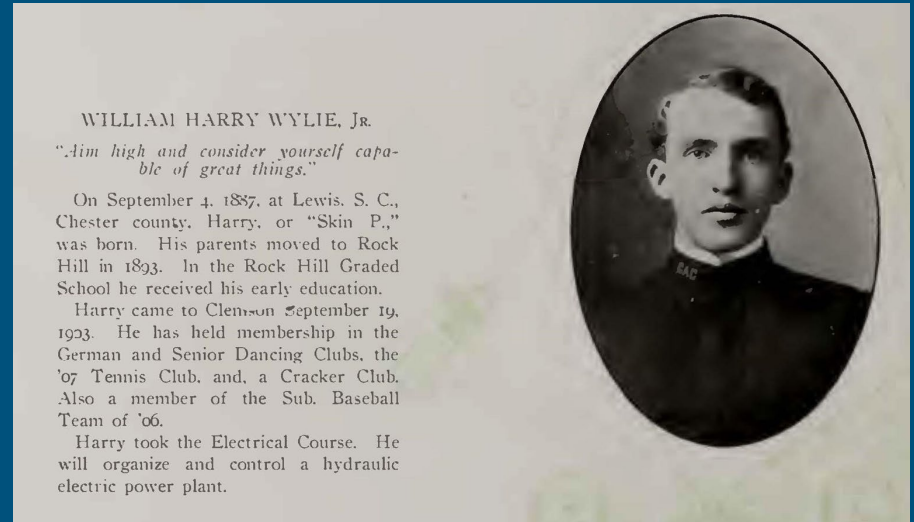 WILLIAM HARRY WYLIE, JR.
"Aim high and consider yourself capa-
ble of great things."
On September 4, 1887, at Lewis, S. C.,
Chester county, Harry, or "Skin P.,"
was born. His parents moved to Rock
Hill in 1893. In the Rock Hill Graded
School he received his early education.
Harry came to Clemson September 19,
1903. He has held membership in the
German and Senior Dancing Clubs, the
'07 Tennis Club, and, a Cracker Club.
Also a member of the Sub. Baseball
Team of '06.
Harry took the Electrical Course. He
will organize and control a hydraulic
electric power plant.
CAC